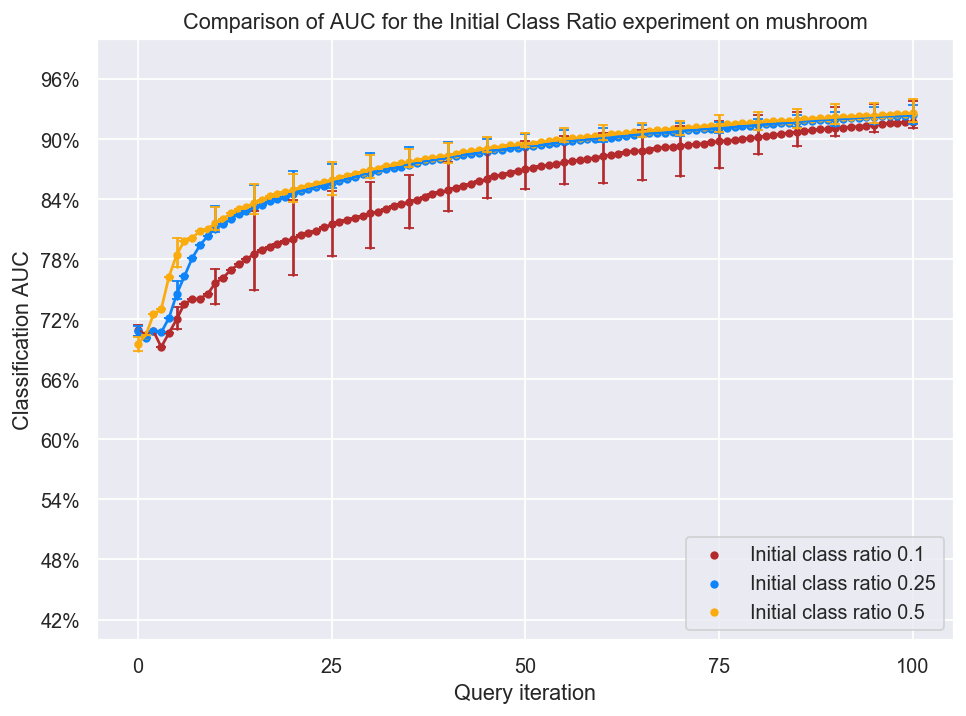 Comparison of AUC for the Initial Class Ratio experiment on mushroom
96%
90%
84%
78%
72%
66%
60%
54%
48%
42%
Classification AUC
Initial class ratio 0.1
Initial class ratio 0.25
Initial class ratio 0.5
0 25 50 75 100
Query iteration